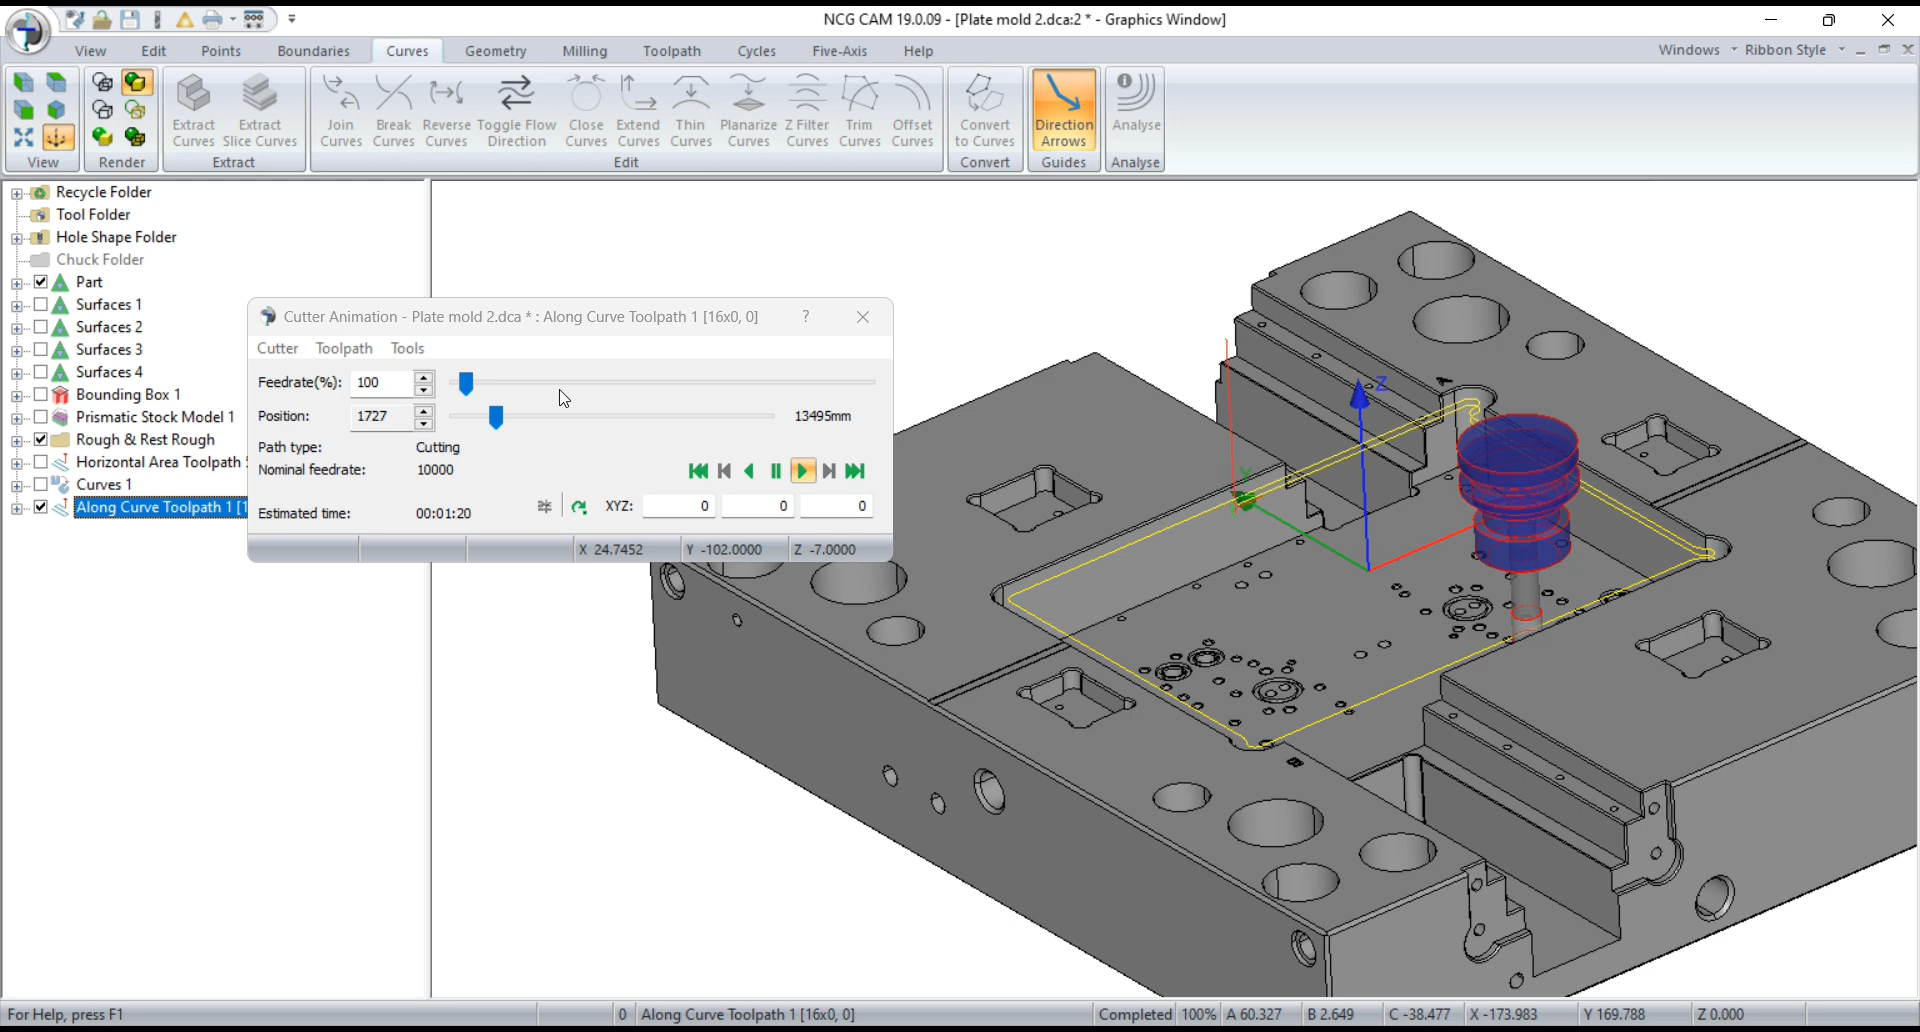 NCG CAM 19.0.09 - [Plate mold 2.dca:2 * - Graphics Window]
View Edit Points Boundaries Curves Geometry Milling Toolpath Cycles Five-Axis Help Windows Ribbon Style
Extract Curves
Extract Slice Curves
Join Curves
Break Curves
Reverse Curves
Toggle Flow Direction
Close Curves
Extend Curves
Thin Curves
Planarize Curves
Z Filter Curves
Trim Curves
Offset Curves
Convert to Curves
Direction Arrows
Analyse
View Render Extract Edit Convert Guides Analyse
Recycle Folder
Tool Folder
Hole Shape Folder
Chuck Folder
Part
Surfaces 1
Surfaces 2
Surfaces 3
Surfaces 4
Bounding Box 1
Prismatic Stock Model 1
Rough & Rest Rough
Horizontal Area Toolpath
Curves 1
Along Curve Toolpath 1 [1
Cutter Animation - Plate mold 2.dca * : Along Curve Toolpath 1 [16x0, 0] ?
Cutter Toolpath Tools
Feedrate(%): 100
Position: 1727 13495mm
Path type: Cutting
Nominal feedrate: 10000
Estimated time: 00:01:20 XYZ: 0 0 0
X 24.7452 Y -102.0000 Z -7.0000
Z
Y
A
B
For Help, press F1 0 Along Curve Toolpath 1 [16x0, 0] Completed 100% A 60.327 B 2.649 C -38.477 X -173.983 Y 169.788 Z 0.000